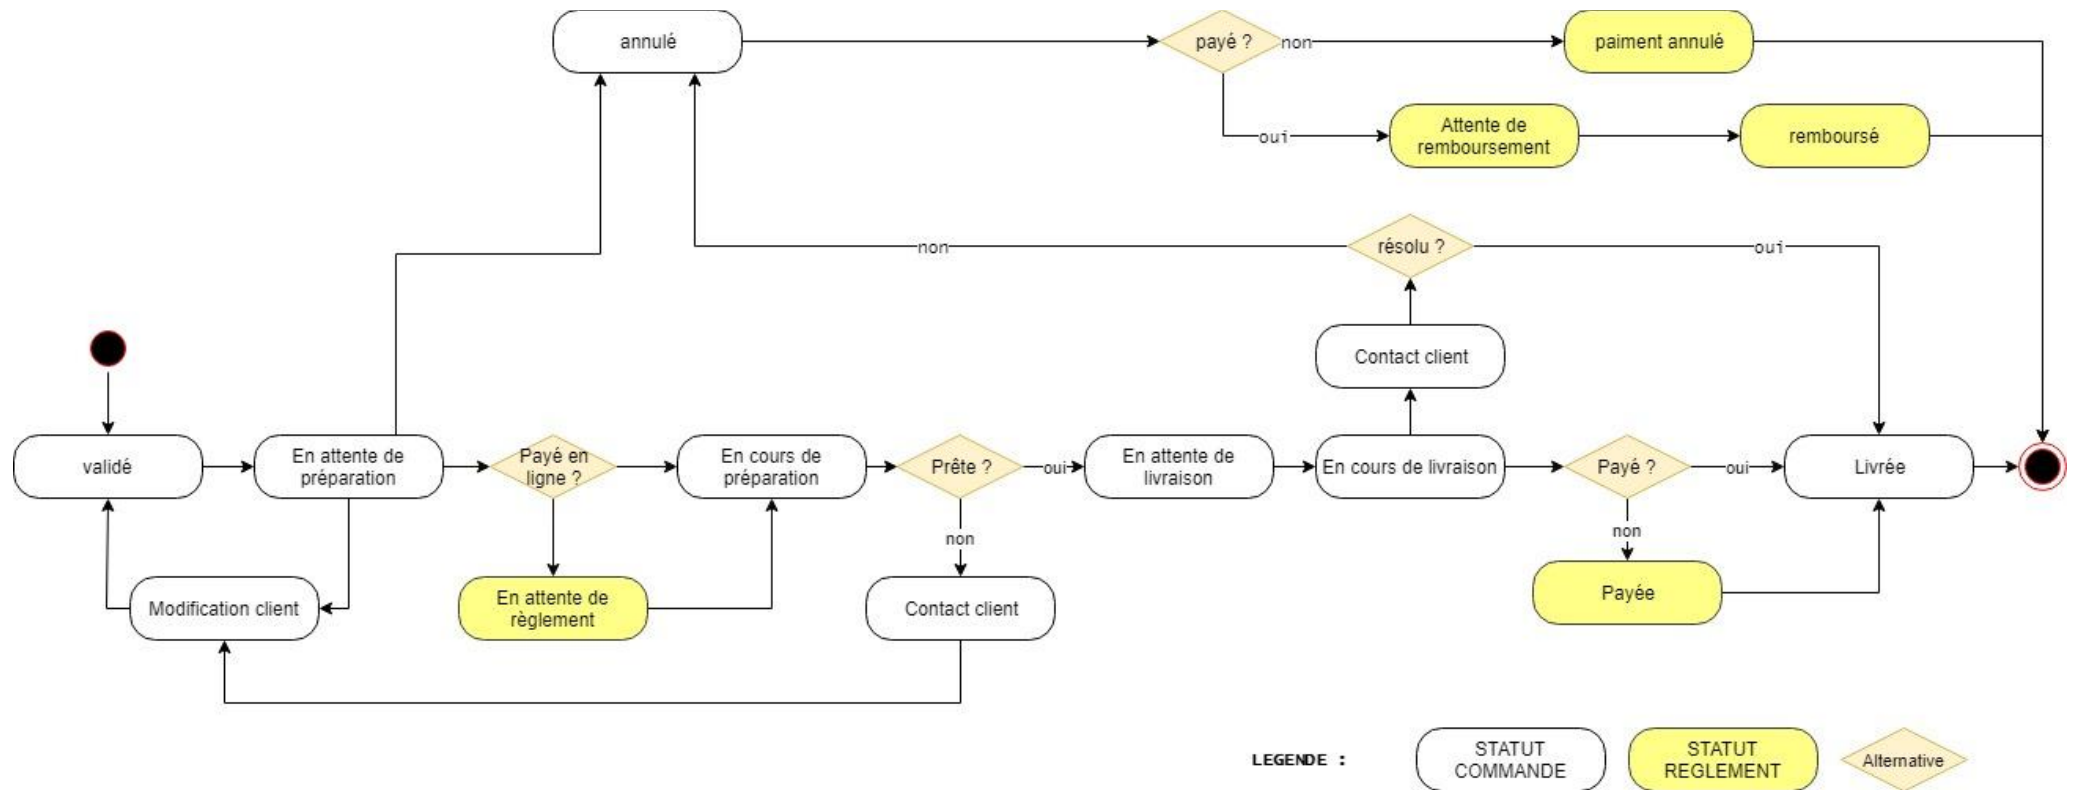 annulé
payé ?
non
paiment annulé
oui
Attente de
remboursement
remboursé
non
résolu ?
oui
Contact client
validé
En attente de
préparation
Payé en
ligne ?
En cours de
préparation
Prête ?
oui
En attente de
livraison
En cours de livraison
Payé ?
oui
Livrée
non
non
Modification client
En attente de
règlement
Contact client
Payée
LEGENDE :
STATUT
COMMANDE
STATUT
REGLEMENT
Alternative